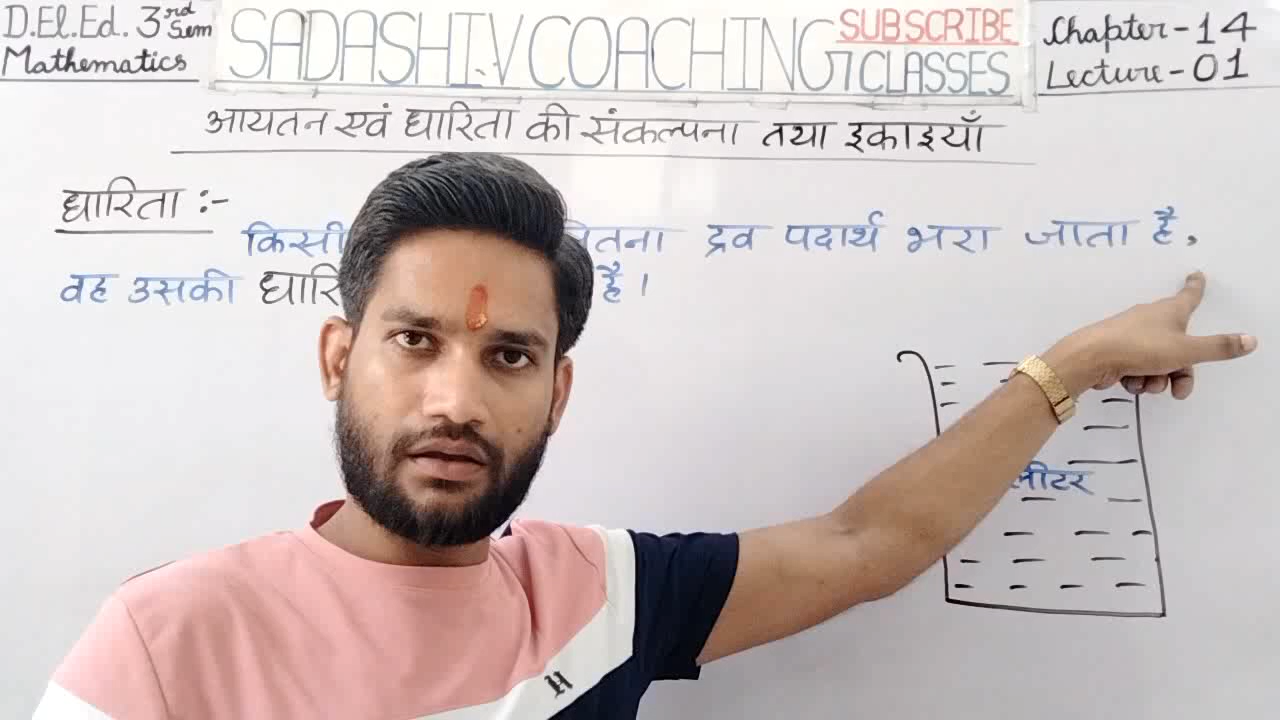 D.El.Ed. 3rd Sem
Mathematics
SADASHIV COACHING CLASSES
SUBSCRIBE
Chapter - 14
Lecture - 01
आयतन एवं धारिता की संकल्पना तथा इकाइयाँ
धारिता :-
किसी द्रव पदार्थ भरा जाता है,
वह उसकी है।
लीटर
H